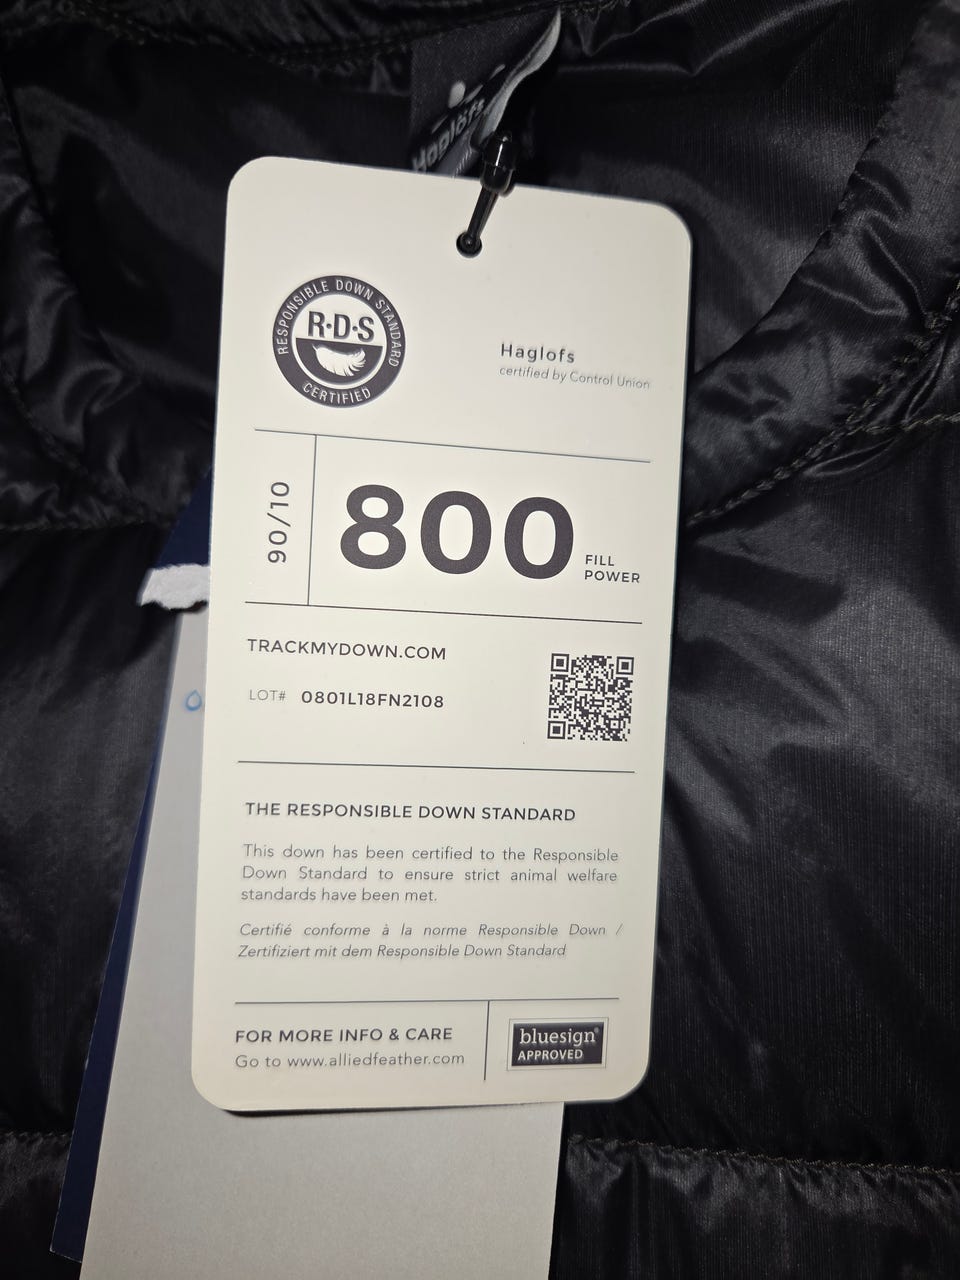 Haglöfs
RESPONSIBLE DOWN STANDARD
R·D·S
CERTIFIED
Haglofs
certified by Control Union
90/10
800
FILL
POWER
TRACKMYDOWN.COM
LOT# 0801L18FN2108
THE RESPONSIBLE DOWN STANDARD
This down has been certified to the Responsible
Down Standard to ensure strict animal welfare
standards have been met.
Certifié conforme à la norme Responsible Down /
Zertifiziert mit dem Responsible Down Standard
FOR MORE INFO & CARE
Go to www.alliedfeather.com
bluesign®
APPROVED